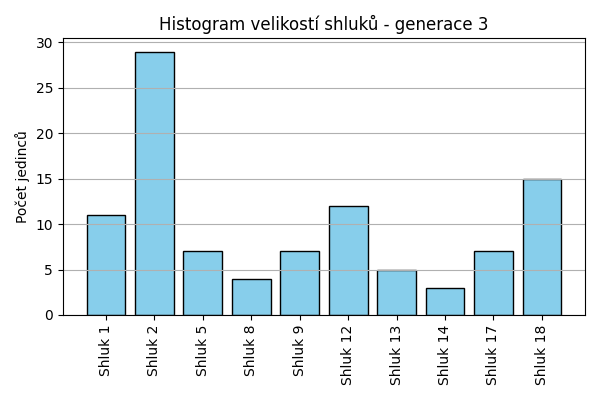 Histogram velikostí shluků - generace 3
Počet jedinců
30
25
20
15
10
5
0
Shluk 1
Shluk 2
Shluk 5
Shluk 8
Shluk 9
Shluk 12
Shluk 13
Shluk 14
Shluk 17
Shluk 18